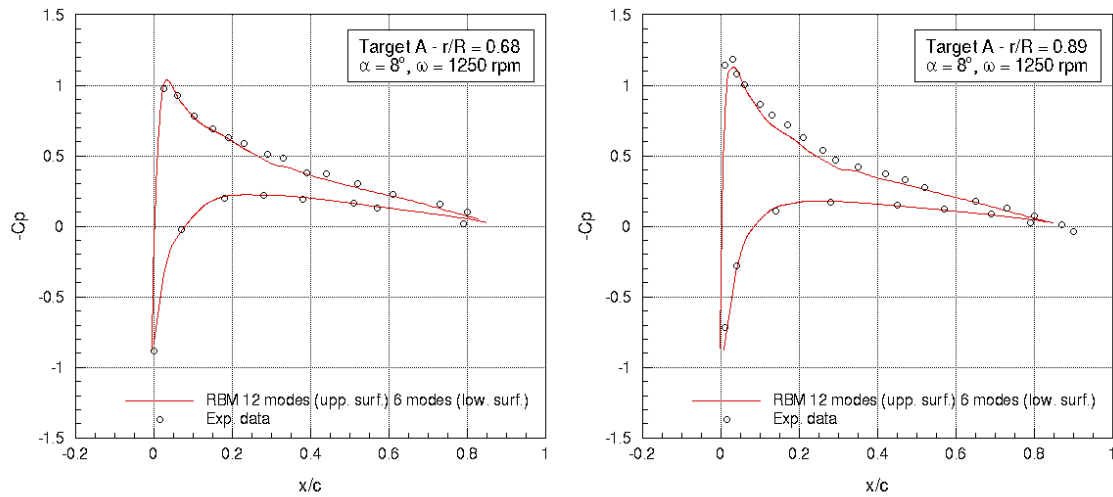 Target A - r/R = 0.68
α = 8°, ω = 1250 rpm
1.5
1
0.5
0
-0.5
-1
-1.5
-Cp
RBM 12 modes (upp. surf.) 6 modes (low. surf.)
Exp. data
-0.2 0 0.2 0.4 0.6 0.8 1
x/c
Target A - r/R = 0.89
α = 8°, ω = 1250 rpm
1.5
1
0.5
0
-0.5
-1
-1.5
-Cp
RBM 12 modes (upp. surf.) 6 modes (low. surf.)
Exp. data
-0.2 0 0.2 0.4 0.6 0.8 1
x/c